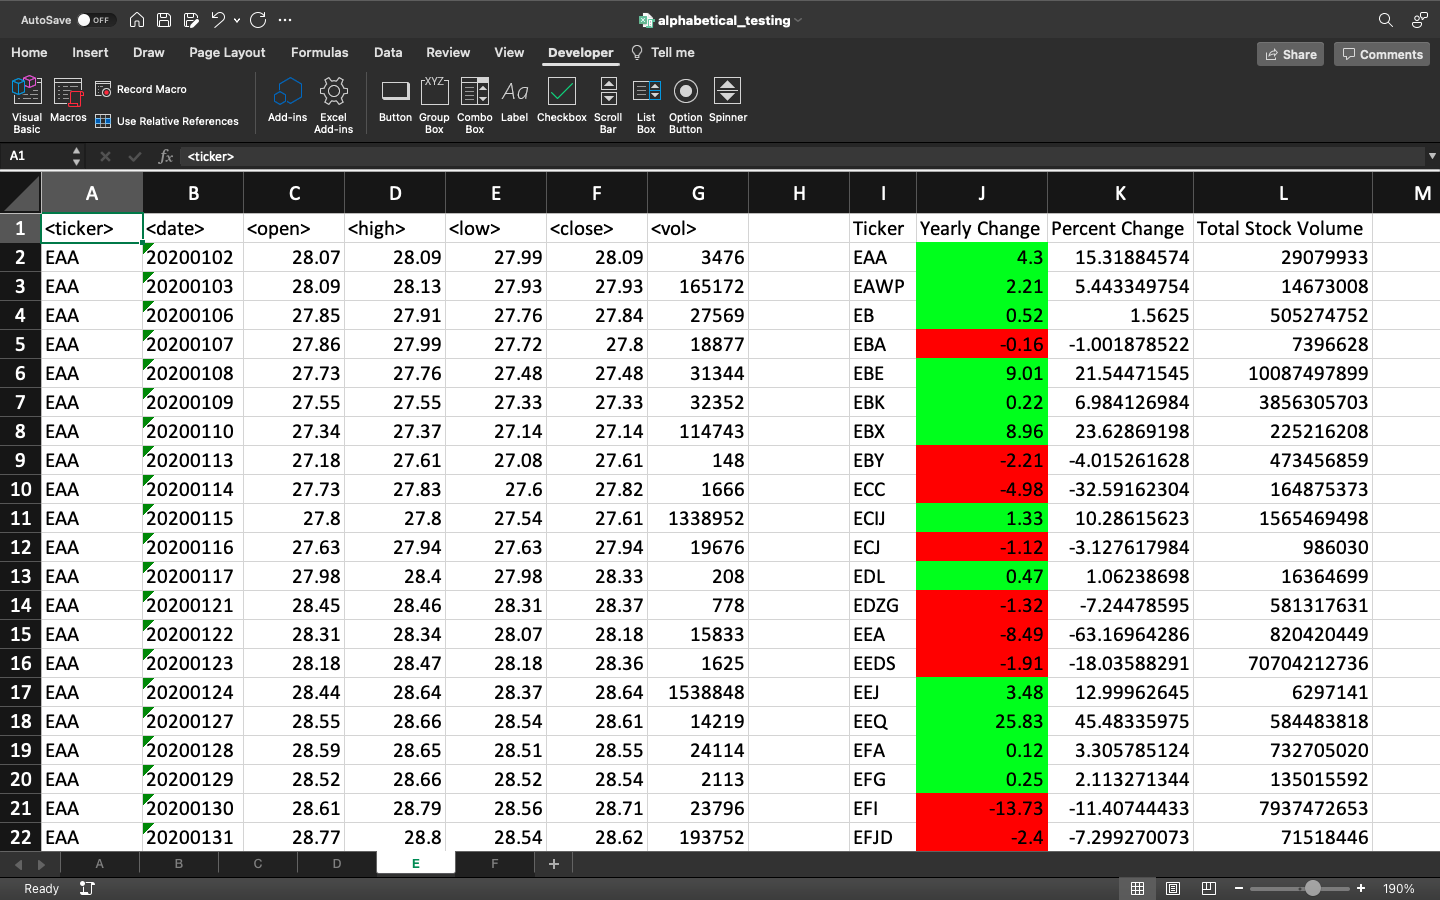 AutoSave OFF alphabetical_testing
Home Insert Draw Page Layout Formulas Data Review View Developer Tell me Share Comments
Visual Basic Macros Record Macro Use Relative References Add-ins Excel Add-ins Button Group Box Combo Box Label Checkbox Scroll Bar List Box Option Button Spinner
XYZ Aa
A1 fx <ticker>
A B C D E F G H I J K L M
1 <ticker> <date> <open> <high> <low> <close> <vol> Ticker Yearly Change Percent Change Total Stock Volume
2 EAA 20200102 28.07 28.09 27.99 28.09 3476 EAA 4.3 15.31884574 29079933
3 EAA 20200103 28.09 28.13 27.93 27.93 165172 EAWP 2.21 5.443349754 14673008
4 EAA 20200106 27.85 27.91 27.76 27.84 27569 EB 0.52 1.5625 505274752
5 EAA 20200107 27.86 27.99 27.72 27.8 18877 EBA -0.16 -1.001878522 7396628
6 EAA 20200108 27.73 27.76 27.48 27.48 31344 EBE 9.01 21.54471545 10087497899
7 EAA 20200109 27.55 27.55 27.33 27.33 32352 EBK 0.22 6.984126984 3856305703
8 EAA 20200110 27.34 27.37 27.14 27.14 114743 EBX 8.96 23.62869198 225216208
9 EAA 20200113 27.18 27.61 27.08 27.61 148 EBY -2.21 -4.015261628 473456859
10 EAA 20200114 27.73 27.83 27.6 27.82 1666 ECC -4.98 -32.59162304 164875373
11 EAA 20200115 27.8 27.8 27.54 27.61 1338952 ECIJ 1.33 10.28615623 1565469498
12 EAA 20200116 27.63 27.94 27.63 27.94 19676 ECJ -1.12 -3.127617984 986030
13 EAA 20200117 27.98 28.4 27.98 28.33 208 EDL 0.47 1.06238698 16364699
14 EAA 20200121 28.45 28.46 28.31 28.37 778 EDZG -1.32 -7.24478595 581317631
15 EAA 20200122 28.31 28.34 28.07 28.18 15833 EEA -8.49 -63.16964286 820420449
16 EAA 20200123 28.18 28.47 28.18 28.36 1625 EEDS -1.91 -18.03588291 70704212736
17 EAA 20200124 28.44 28.64 28.37 28.64 1538848 EEJ 3.48 12.99962645 6297141
18 EAA 20200127 28.55 28.66 28.54 28.61 14219 EEQ 25.83 45.48335975 584483818
19 EAA 20200128 28.59 28.65 28.51 28.55 24114 EFA 0.12 3.305785124 732705020
20 EAA 20200129 28.52 28.66 28.52 28.54 2113 EFG 0.25 2.113271344 135015592
21 EAA 20200130 28.61 28.79 28.56 28.71 23796 EFI -13.73 -11.40744433 7937472653
22 EAA 20200131 28.77 28.8 28.54 28.62 193752 EFJD -2.4 -7.299270073 71518446
A B C D E F +
Ready 190%